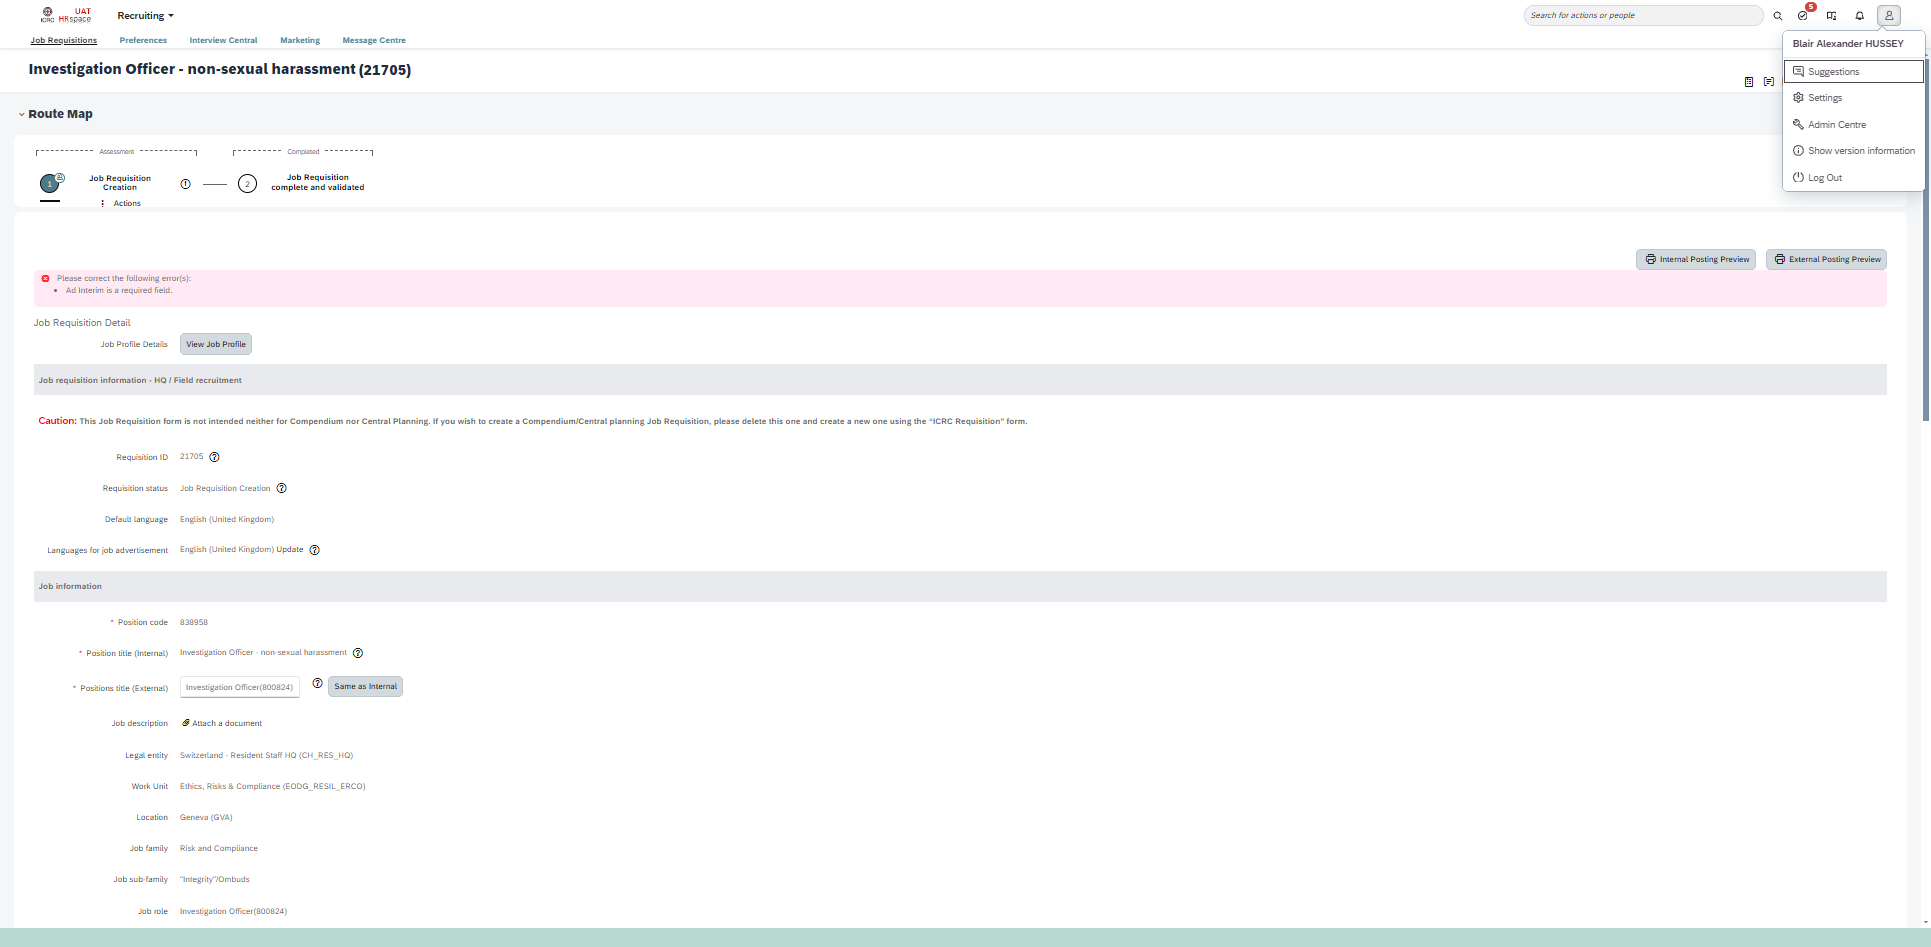 ICRC UAT HRspace Recruiting Search for actions or people 5
Job Requisitions Preferences Interview Central Marketing Message Centre
Blair Alexander HUSSEY
Suggestions
Settings
Admin Centre
Show version information
Log Out
Investigation Officer - non-sexual harassment (21705)
Route Map
Assessment Completed
1 Job Requisition Creation 1 2 Job Requisition complete and validated
Actions
Internal Posting Preview External Posting Preview
Please correct the following error(s):
• Ad Interim is a required field.
Job Requisition Detail
Job Profile Details View Job Profile
Job requisition information - HQ / Field recruitment
Caution: This Job Requisition form is not intended neither for Compendium nor Central Planning. If you wish to create a Compendium/Central planning Job Requisition, please delete this one and create a new one using the “ICRC Requisition” form.
Requisition ID 21705
Requisition status Job Requisition Creation
Default language English (United Kingdom)
Languages for job advertisement English (United Kingdom) Update
Job information
* Position code 838958
* Position title (Internal) Investigation Officer - non-sexual harassment
* Positions title (External) Investigation Officer(800824) Same as Internal
Job description Attach a document
Legal entity Switzerland - Resident Staff HQ (CH_RES_HQ)
Work Unit Ethics, Risks & Compliance (EODG_RESIL_ERCO)
Location Geneva (GVA)
Job family Risk and Compliance
Job sub-family "Integrity"/Ombuds
Job role Investigation Officer(800824)